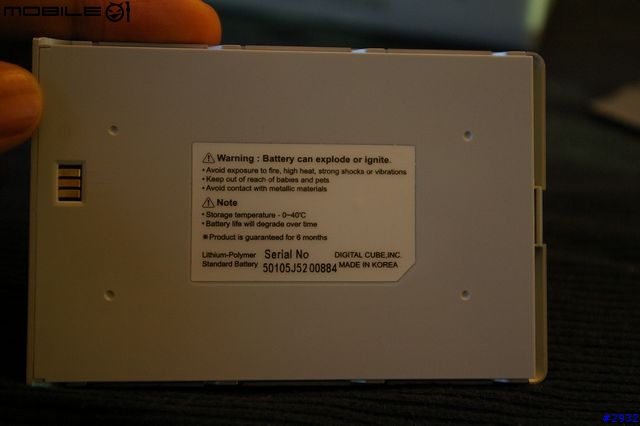 MOBILE01
⚠ Warning : Battery can explode or ignite.
• Avoid exposure to fire, high heat, strong shocks or vibrations
• Keep out of reach of babies and pets
• Avoid contact with metallic materials
⚠ Note
• Storage temperature - 0~40℃
• Battery life will degrade over time
※Product is guaranteed for 6 months
Lithium-Polymer Serial No DIGITAL CUBE,INC.
Standard Battery 50105J5200884 MADE IN KOREA